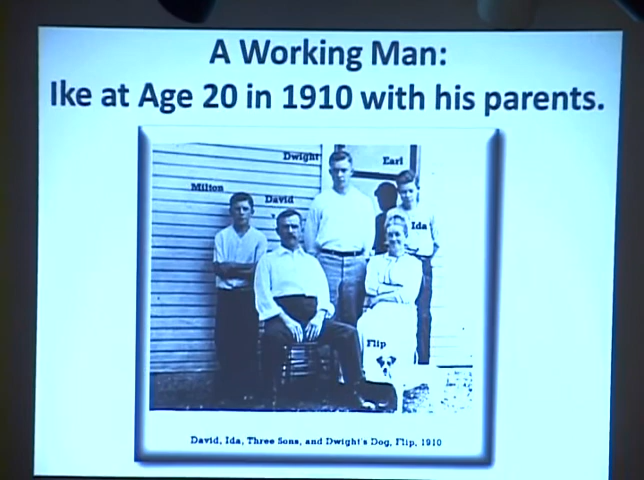 A Working Man:
Ike at Age 20 in 1910 with his parents.
Dwight
Earl
Milton
David
Ida
Flip
David, Ida, Three Sons, and Dwight's Dog, Flip, 1910